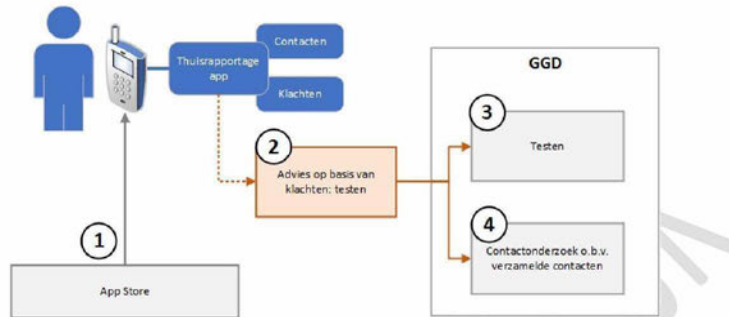 Contacten
Thuisrapportage
app
Klachten
GGD
2
Advies op basis van
klachten: testen
3
Testen
4
Contactonderzoek o.b.v.
verzamelde contacten
1
App Store